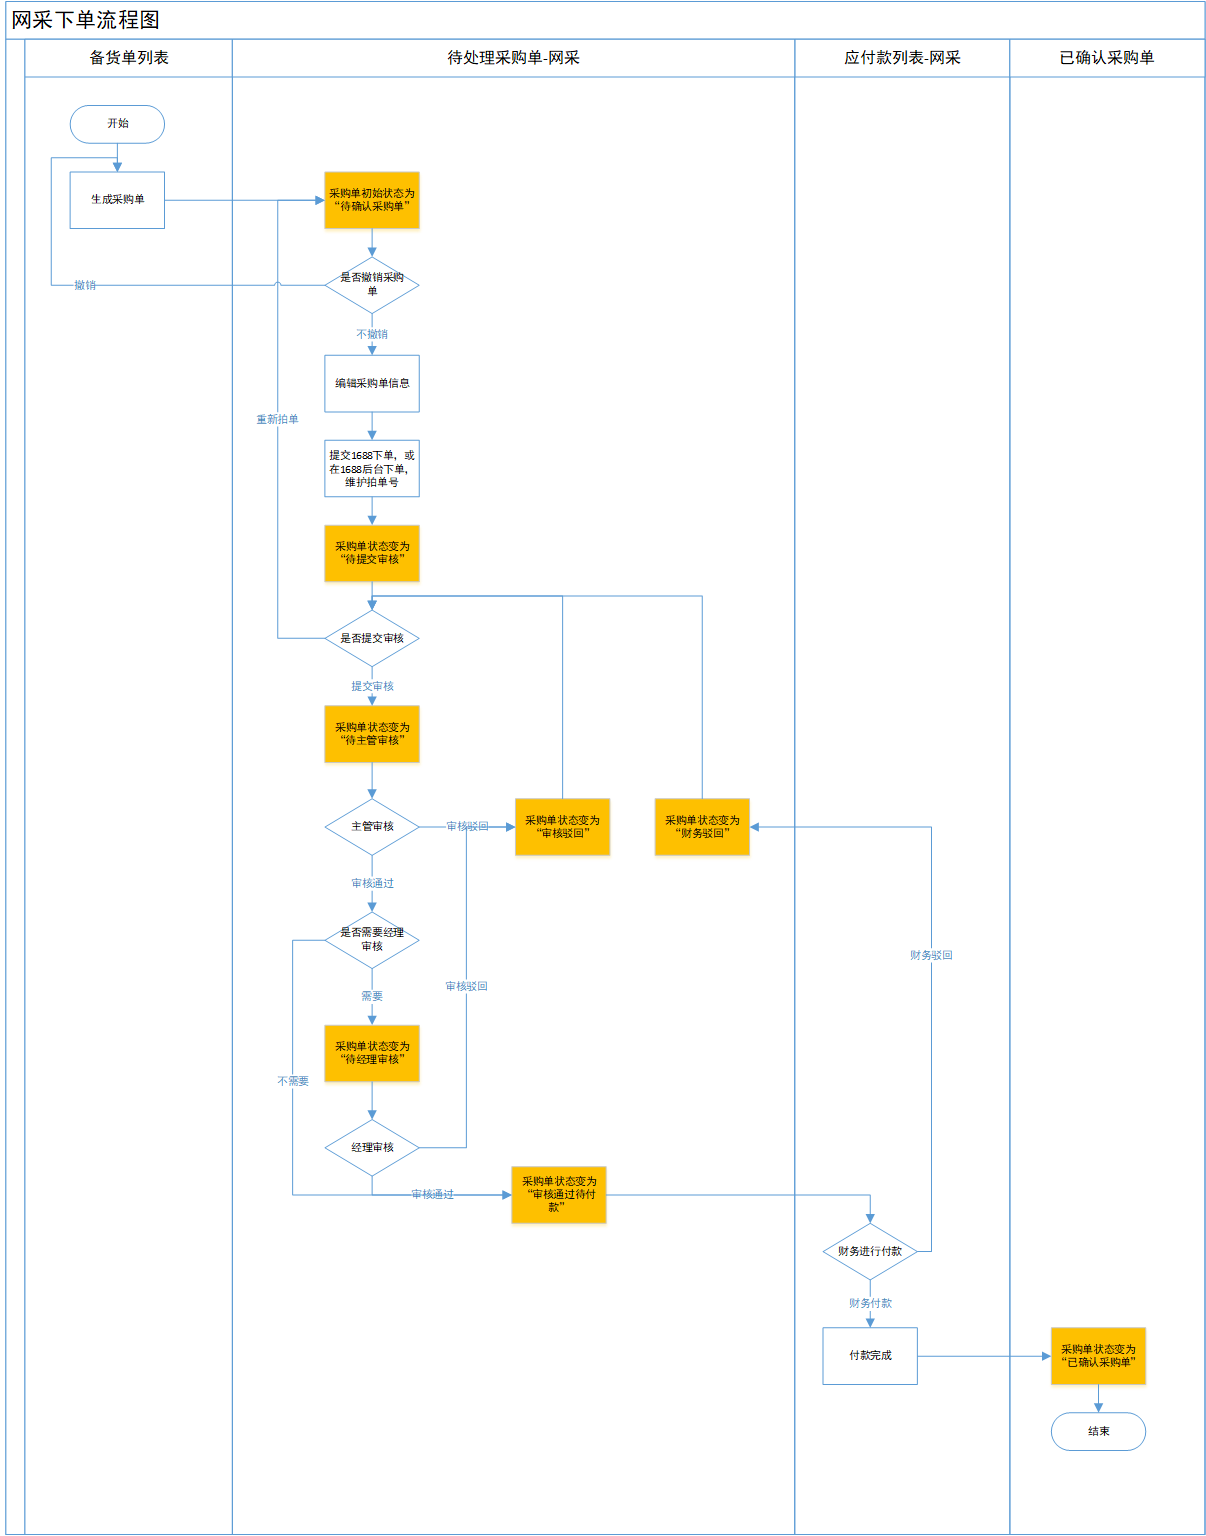 网采下单流程图
备货单列表
待处理采购单-网采
应付款列表-网采
已确认采购单
开始
生成采购单
采购单初始状态为
“待确认采购单”
是否撤销采购
单
撤销
不撤销
编辑采购单信息
重新拍单
提交1688下单，或
在1688后台下单，
维护拍单号
采购单状态变为
“待提交审核”
是否提交审核
提交审核
采购单状态变为
“待主管审核”
主管审核
审核驳回
采购单状态变为
“审核驳回”
采购单状态变为
“财务驳回”
审核通过
是否需要经理
审核
财务驳回
需要
审核驳回
采购单状态变为
“待经理审核”
不需要
经理审核
审核通过
采购单状态变为
“审核通过待付
款”
财务进行付款
财务付款
付款完成
采购单状态变为
“已确认采购单”
结束